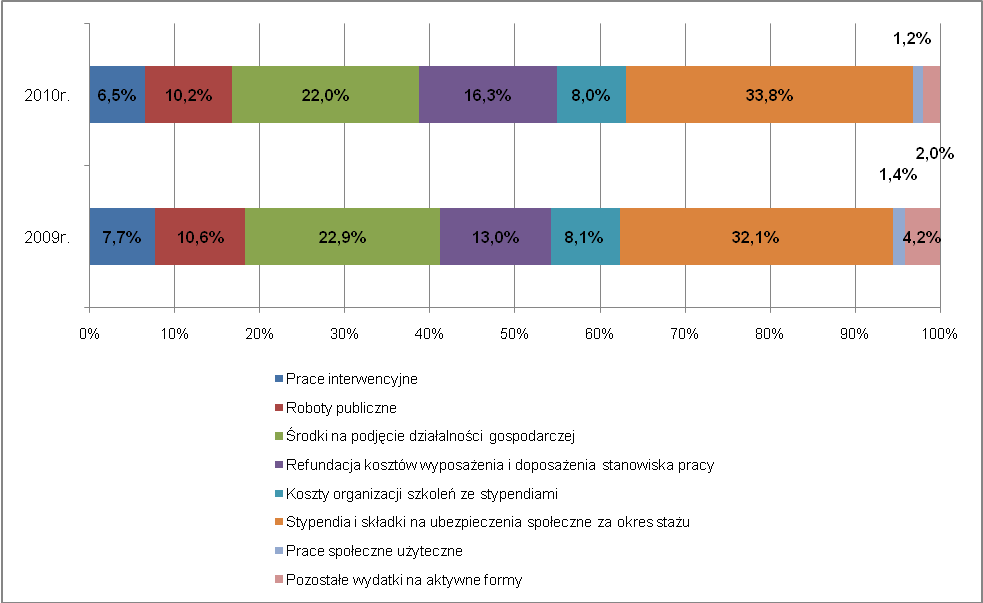 1,2%
2010r. 6,5% 10,2% 22,0% 16,3% 8,0% 33,8%
2,0%
1,4%
2009r. 7,7% 10,6% 22,9% 13,0% 8,1% 32,1% 4,2%
0% 10% 20% 30% 40% 50% 60% 70% 80% 90% 100%
Prace interwencyjne
Roboty publiczne
Środki na podjęcie działalności gospodarczej
Refundacja kosztów wyposażenia i doposażenia stanowiska pracy
Koszty organizacji szkoleń ze stypendiami
Stypendia i składki na ubezpieczenia społeczne za okres stażu
Prace społeczne użyteczne
Pozostałe wydatki na aktywne formy